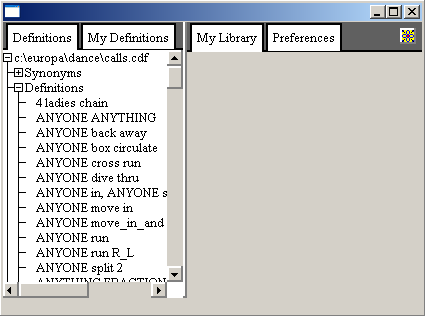 Definitions My Definitions My Library Preferences
c:\europa\dance\calls.cdf
Synonyms
Definitions
4 ladies chain
ANYONE ANYTHING
ANYONE back away
ANYONE box circulate
ANYONE cross run
ANYONE dive thru
ANYONE in, ANYONE s
ANYONE move in
ANYONE move_in_and
ANYONE run
ANYONE run R_L
ANYONE split 2
ANYTHING FRACTION